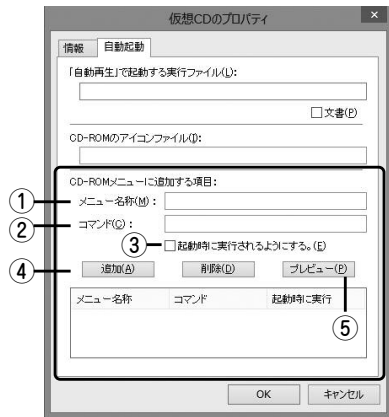 仮想CDのプロパティ ×
情報 自動起動
「自動再生」で起動する実行ファイル(L):
文書(P)
CD-ROMのアイコンファイル(I):
CD-ROMメニューに追加する項目:
① メニュー名称(M):
② コマンド(C):
③ 起動時に実行されるようにする。(E)
④ 追加(A) 削除(D) プレビュー(P)
メニュー名称 コマンド 起動時に実行
⑤
OK キャンセル